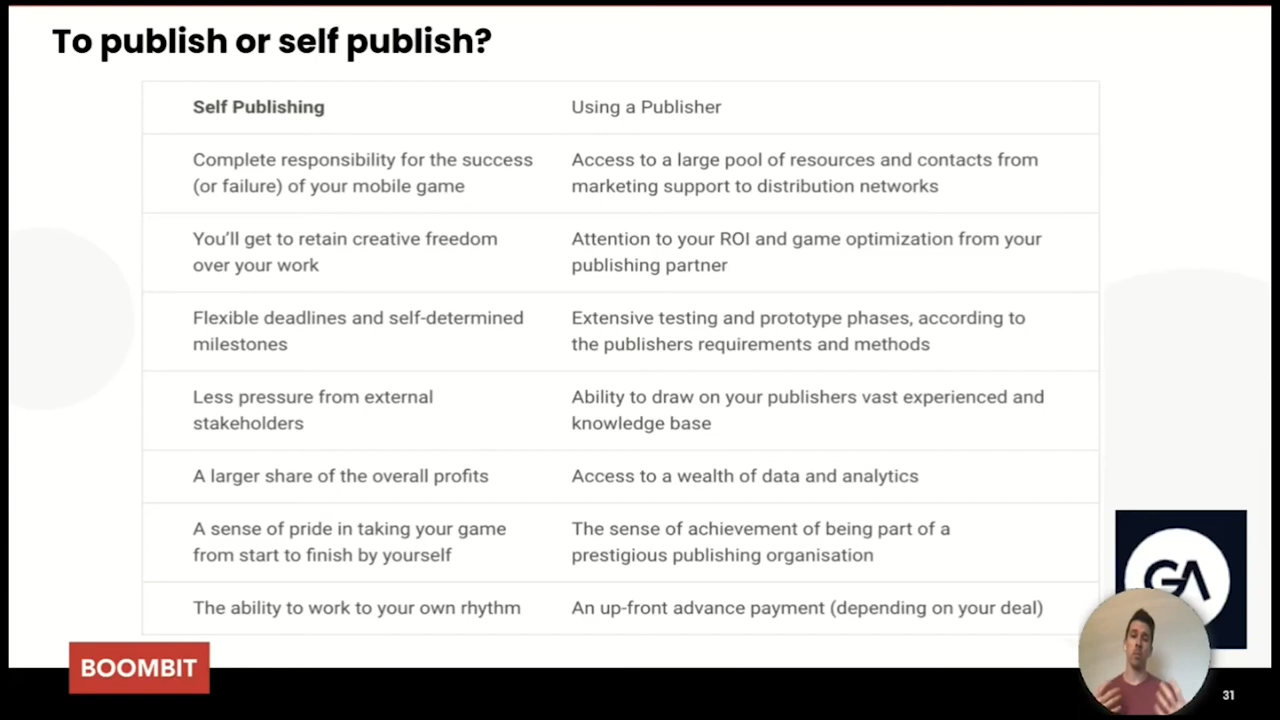 To publish or self publish?
Self Publishing
Using a Publisher
Complete responsibility for the success
(or failure) of your mobile game
Access to a large pool of resources and contacts from
marketing support to distribution networks
You'll get to retain creative freedom
over your work
Attention to your ROI and game optimization from your
publishing partner
Flexible deadlines and self-determined
milestones
Extensive testing and prototype phases, according to
the publishers requirements and methods
Less pressure from external
stakeholders
Ability to draw on your publishers vast experienced and
knowledge base
A larger share of the overall profits
Access to a wealth of data and analytics
A sense of pride in taking your game
from start to finish by yourself
The sense of achievement of being part of a
prestigious publishing organisation
The ability to work to your own rhythm
An up-front advance payment (depending on your deal)
GA
BOOMBIT
31